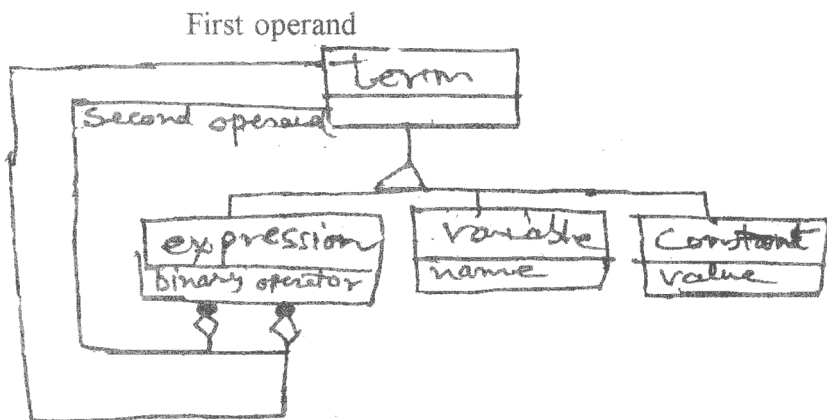 First operand
term
Second operand
expression
binary operator
variable
name
Constant
value